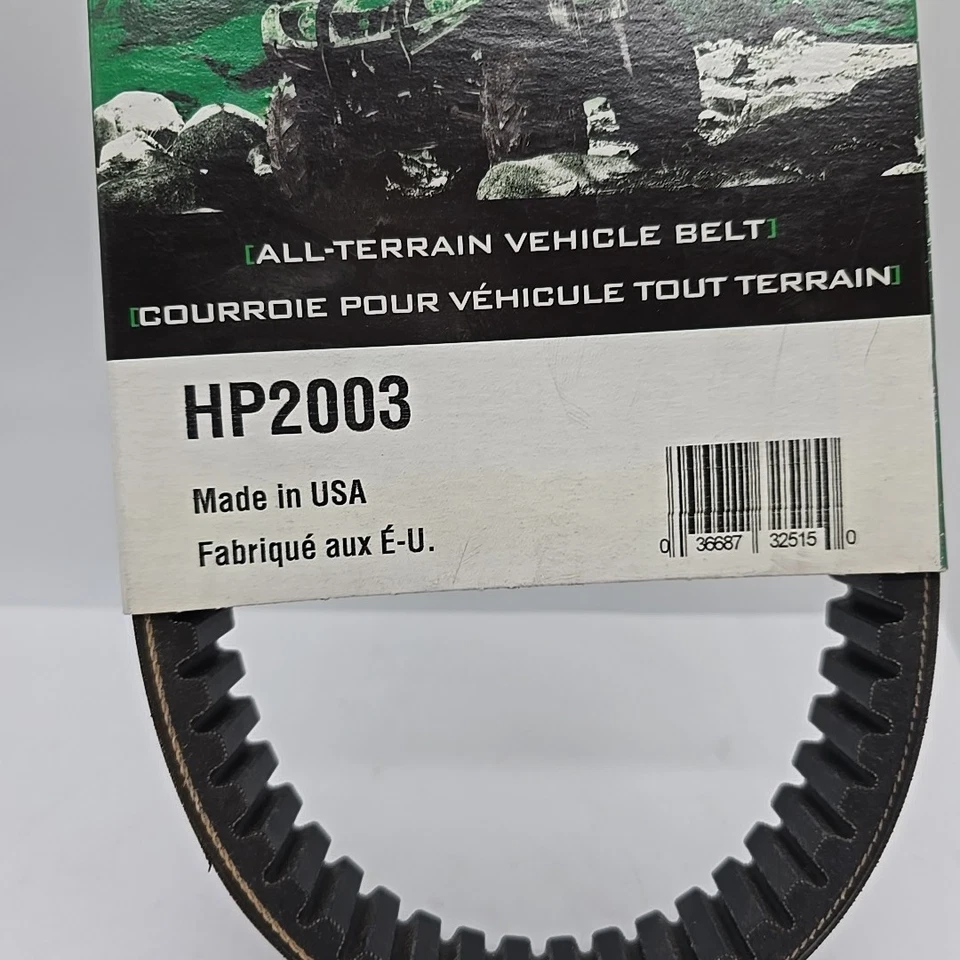 [ALL-TERRAIN VEHICLE BELT]
[COURROIE POUR VÉHICULE TOUT TERRAIN]
HP2003
Made in USA
Fabriqué aux É-U.
0 36687 32515 0